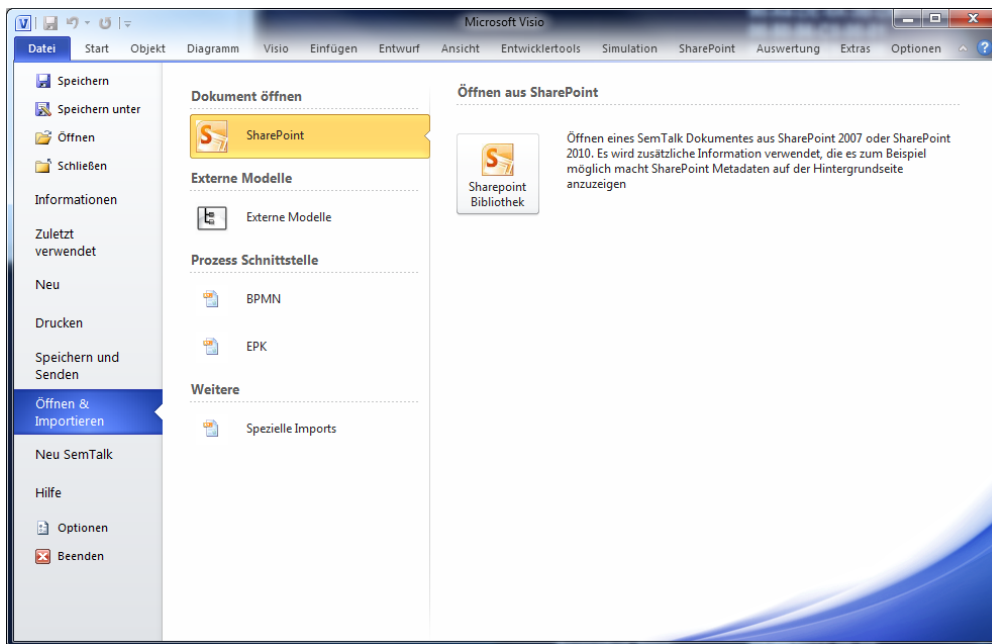 Microsoft Visio
Datei Start Objekt Diagramm Visio Einfügen Entwurf Ansicht Entwicklertools Simulation SharePoint Auswertung Extras Optionen
Speichern
Speichern unter
Öffnen
Schließen
Informationen
Zuletzt
verwendet
Neu
Drucken
Speichern und
Senden
Öffnen &
Importieren
Neu SemTalk
Hilfe
Optionen
Beenden
Dokument öffnen
SharePoint
Externe Modelle
Externe Modelle
Prozess Schnittstelle
BPMN
EPK
Weitere
Spezielle Imports
Öffnen aus SharePoint
Sharepoint
Bibliothek
Öffnen eines SemTalk Dokumentes aus SharePoint 2007 oder SharePoint
2010. Es wird zusätzliche Information verwendet, die es zum Beispiel
möglich macht SharePoint Metadaten auf der Hintergrundseite
anzuzeigen